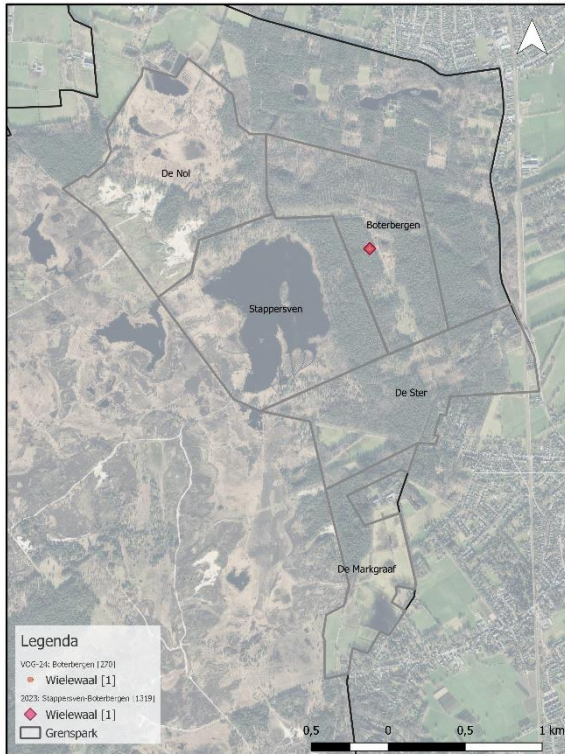 De Nol
Boterbergen
Stappersven
De Ster
De Markgraaf
Legenda
VOG-24: Boterbergen [270]
Wielewaal [1]
2023: Stappersven-Boterbergen [1319]
Wielewaal [1]
Grenspark
0,5 0 0,5 1 km